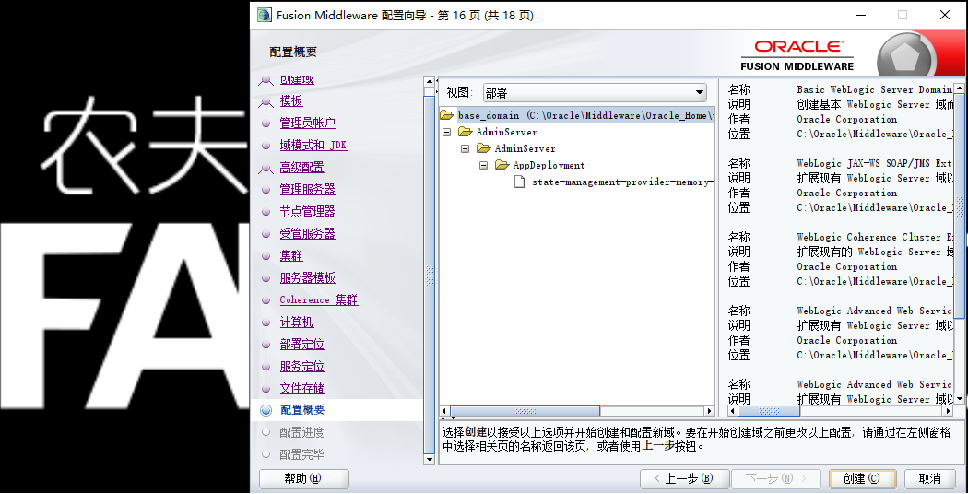 Fusion Middleware 配置向导 - 第 16 页 (共 18 页)
配置概要
ORACLE
FUSION MIDDLEWARE
农夫
FA
创建域
模板
管理员帐户
域模式和 JDK
高级配置
管理服务器
节点管理器
受管服务器
集群
服务器模板
Coherence 集群
计算机
部署定位
服务定位
文件存储
配置概要
配置进度
配置完毕
视图: 部署
base_domain (C:\Oracle\Middleware\Oracle_Home\
AdminServer
AdminServer
AppDeployment
state-management-provider-memory-
名称 Basic WebLogic Server Domain
说明 创建基本 WebLogic Server 域而
作者 Oracle Corporation
位置 C:\Oracle\Middleware\Oracle_
名称 WebLogic JAX-WS SOAP/JMS Ext
说明 扩展现有 WebLogic Server 域以
作者 Oracle Corporation
位置 C:\Oracle\Middleware\Oracle_
名称 WebLogic Coherence Cluster E
说明 扩展现有的 WebLogic Server 域
作者 Oracle Corporation
位置 C:\Oracle\Middleware\Oracle_
名称 WebLogic Advanced Web Servic
说明 扩展现有 WebLogic Server 域以
作者 Oracle Corporation
位置 C:\Oracle\Middleware\Oracle_
名称 WebLogic Advanced Web Servic
说明 扩展现有 WebLogic Server 域以
选择创建以接受以上选项并开始创建和配置新域。要在开始创建域之前更改以上配置, 请通过在左侧窗格
中选择相关页的名称返回该页, 或者使用上一步按钮。
帮助(H)
< 上一步(B)
下一步(N) >
创建(C)
取消